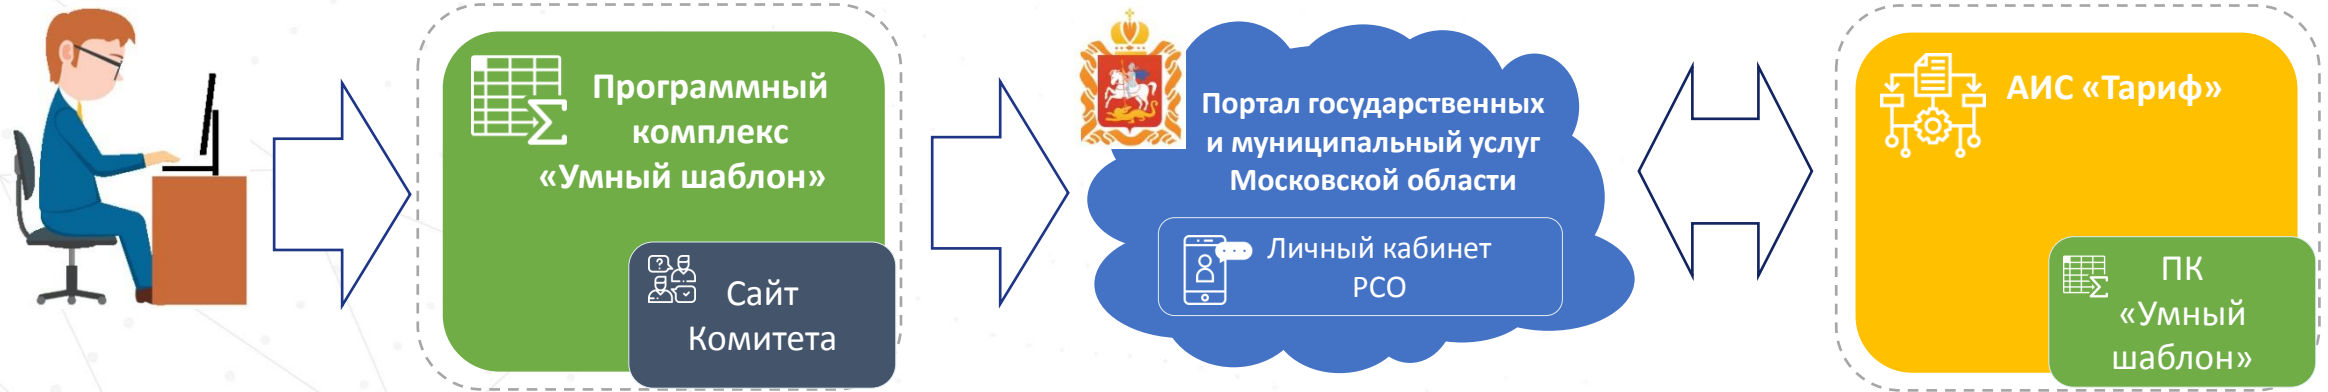 Программный
комплекс
«Умный шаблон»
Сайт
Комитета
Портал государственных
и муниципальный услуг
Московской области
Личный кабинет
РСО
АИС «Тариф»
ПК
«Умный
шаблон»